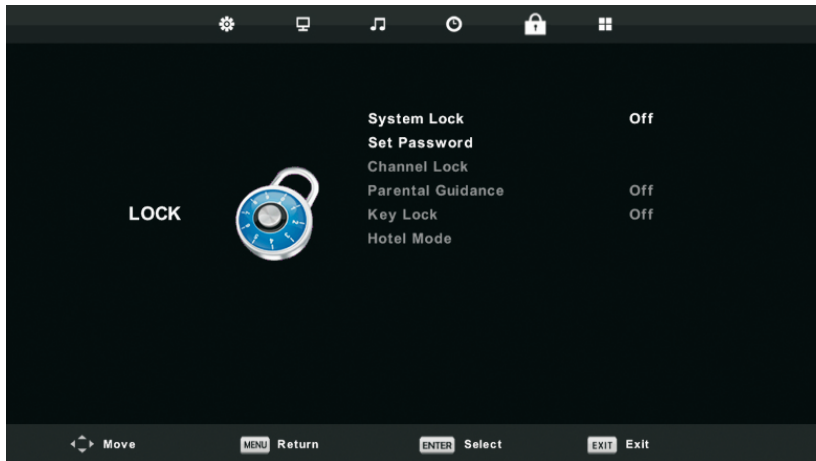 System Lock Off
Set Password
Channel Lock
Parental Guidance Off
LOCK
Key Lock Off
Hotel Mode
Move MENU Return ENTER Select EXIT Exit